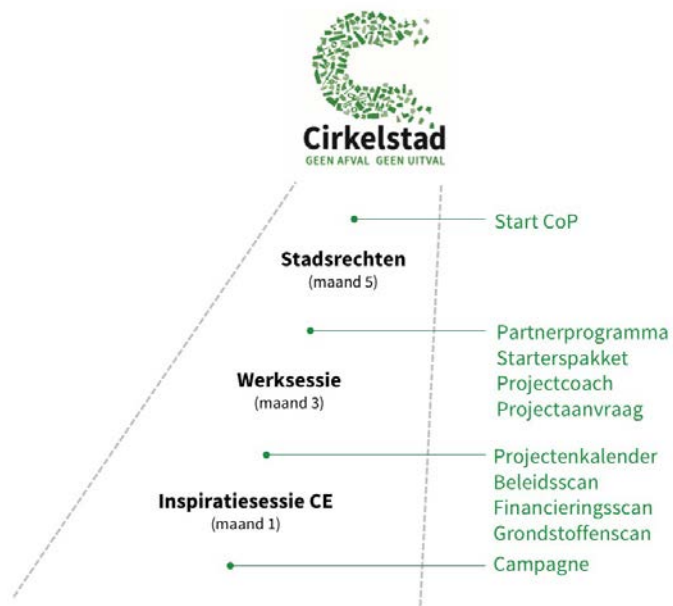 Cirkelstad
GEEN AFVAL GEEN UITVAL
Start CoP
Stadsrechten
(maand 5)
Partnerprogramma
Starterspakket
Projectcoach
Projectaanvraag
Werksessie
(maand 3)
Projectenkalender
Beleidsscan
Financieringsscan
Grondstoffenscan
Inspiratiesessie CE
(maand 1)
Campagne